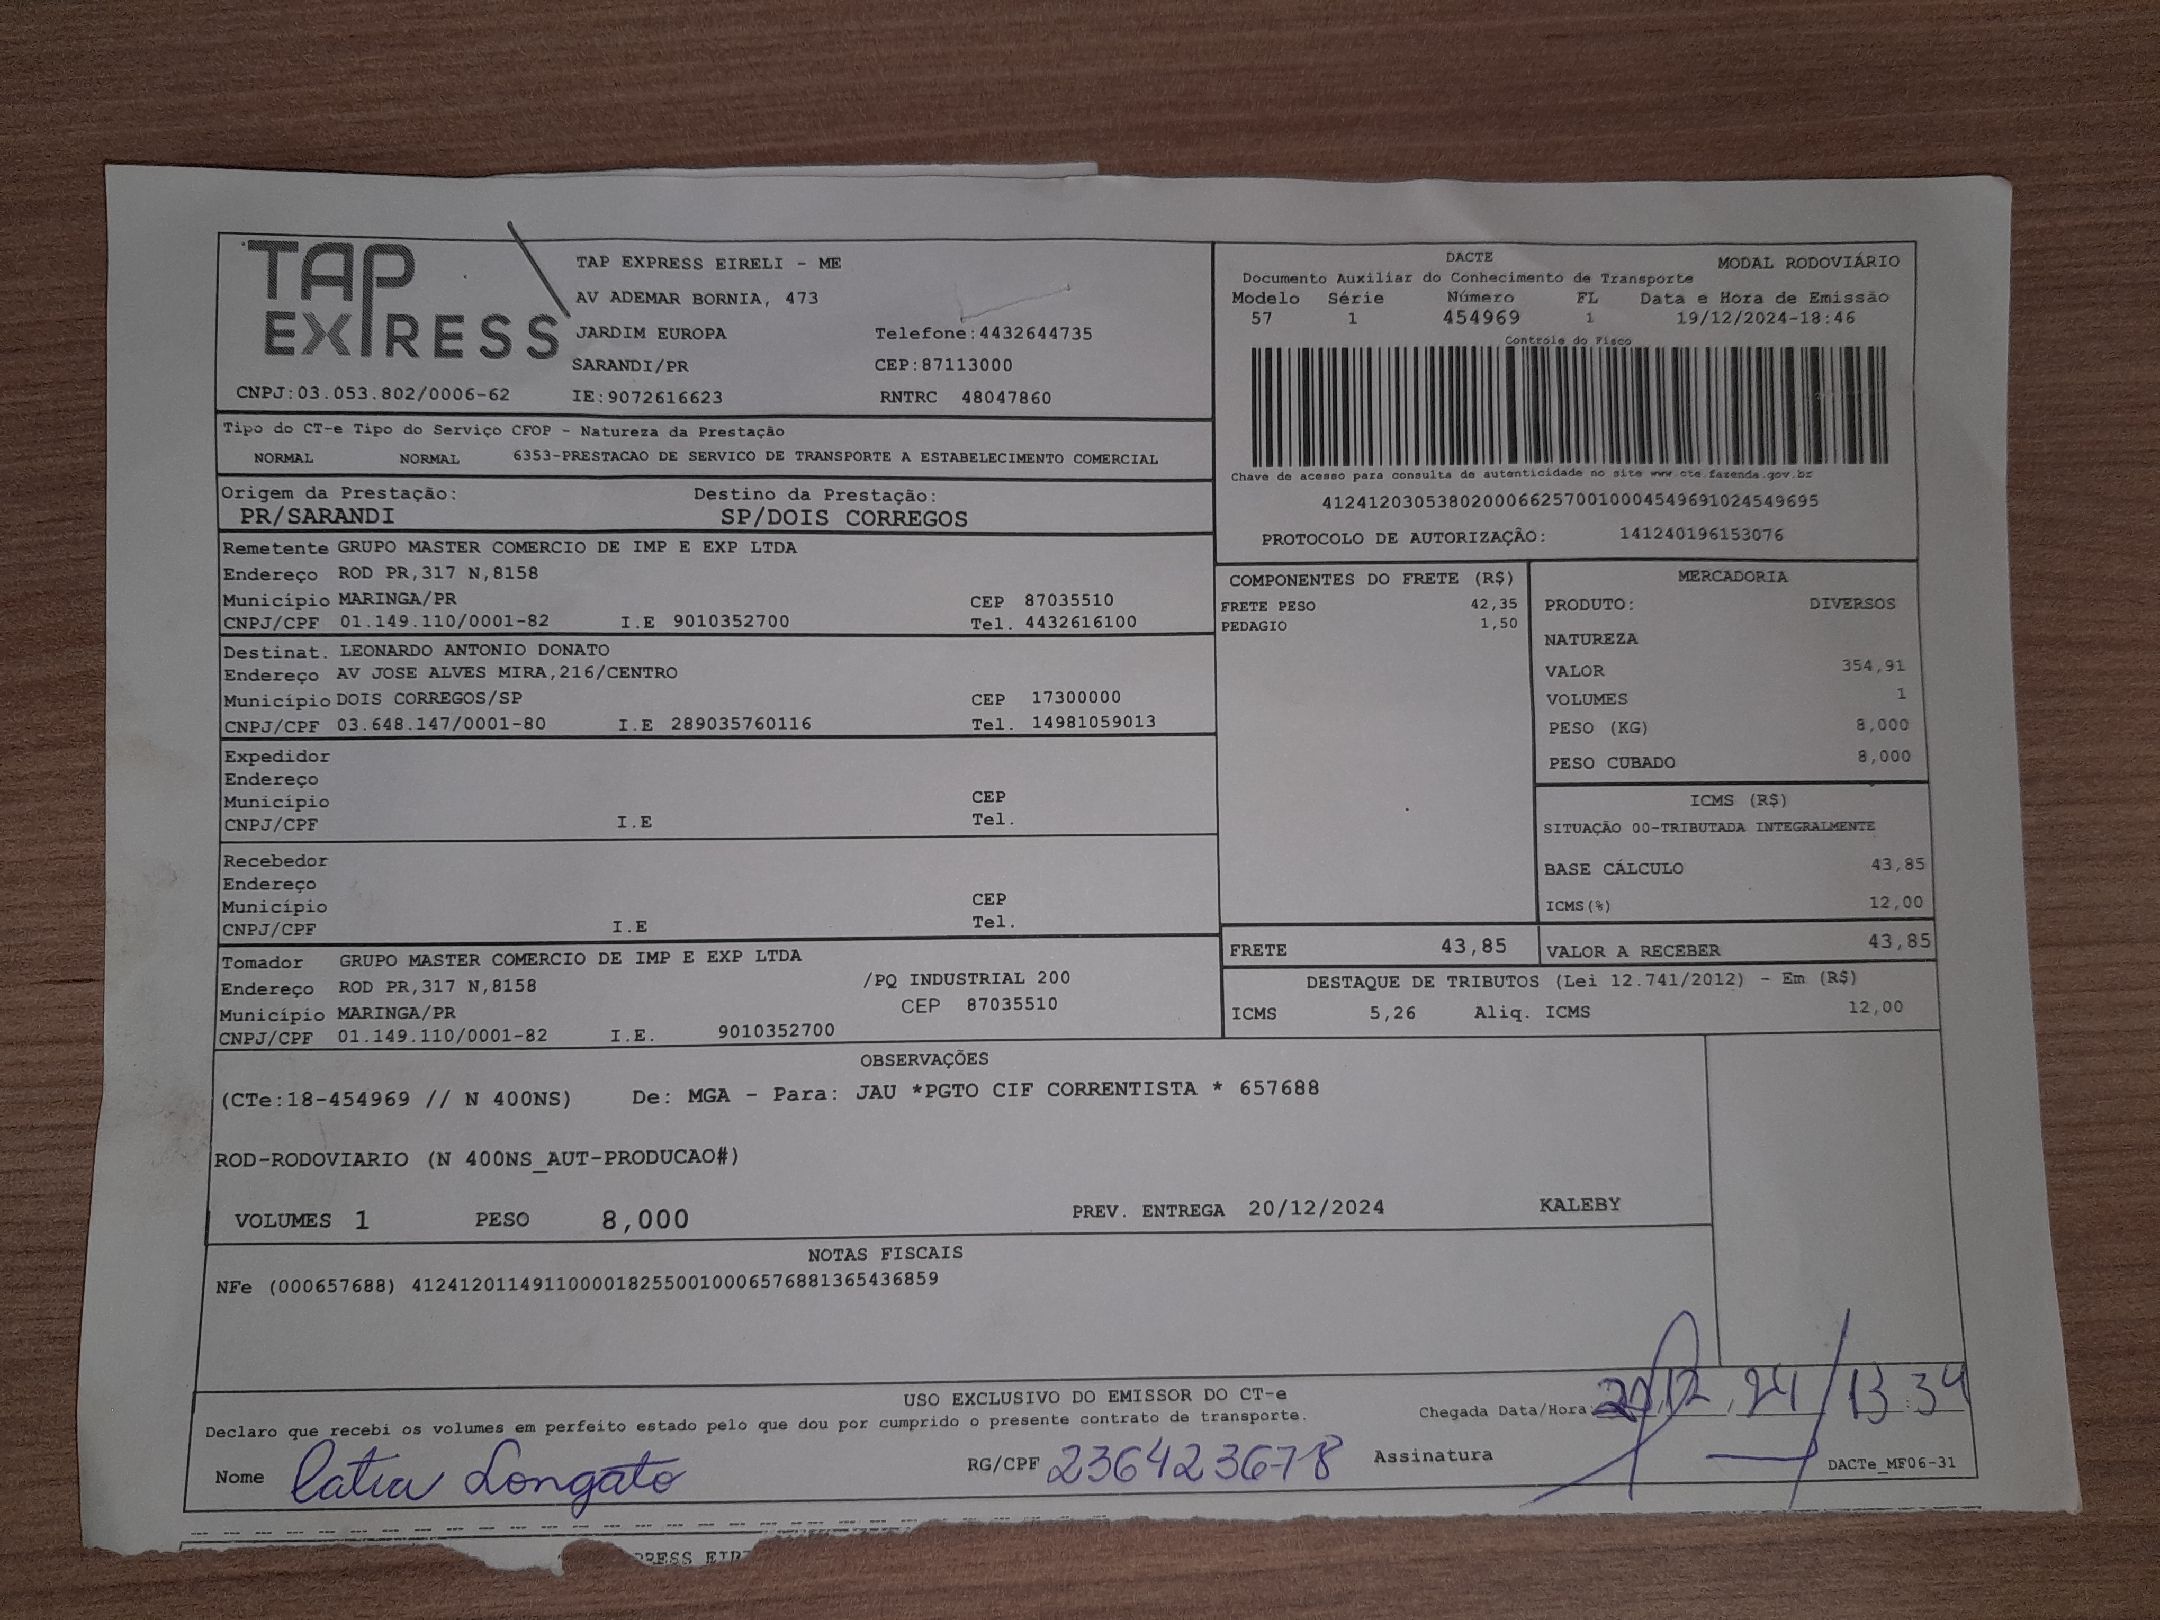 TAP EXPRESS
TAP EXPRESS EIRELI - ME
AV ADEMAR BORNIA, 473
JARDIM EUROPA Telefone:4432644735
SARANDI/PR CEP:87113000
CNPJ:03.053.802/0006-62 IE:9072616623 RNTRC 48047860
DACTE MODAL RODOVIÁRIO
Documento Auxiliar do Conhecimento de Transporte
Modelo Série Número FL Data e Hora de Emissão
57 1 454969 1 19/12/2024-18:46
Controle do Fisco
Chave de acesso para consulta de autenticidade no site www.cte.fazenda.gov.br
41241203053802000662570010004549691024549695
PROTOCOLO DE AUTORIZAÇÃO: 141240196153076
Tipo do CT-e Tipo do Serviço CFOP - Natureza da Prestação
NORMAL NORMAL 6353-PRESTACAO DE SERVICO DE TRANSPORTE A ESTABELECIMENTO COMERCIAL
Origem da Prestação: Destino da Prestação:
PR/SARANDI SP/DOIS CORREGOS
Remetente GRUPO MASTER COMERCIO DE IMP E EXP LTDA
Endereço ROD PR,317 N,8158
Município MARINGA/PR CEP 87035510
CNPJ/CPF 01.149.110/0001-82 I.E 9010352700 Tel. 4432616100
Destinat. LEONARDO ANTONIO DONATO
Endereço AV JOSE ALVES MIRA,216/CENTRO
Município DOIS CORREGOS/SP CEP 17300000
CNPJ/CPF 03.648.147/0001-80 I.E 289035760116 Tel. 14981059013
Expedidor
Endereço
Município CEP
CNPJ/CPF I.E Tel.
Recebedor
Endereço
Município CEP
CNPJ/CPF I.E Tel.
Tomador GRUPO MASTER COMERCIO DE IMP E EXP LTDA
Endereço ROD PR,317 N,8158 /PQ INDUSTRIAL 200
Município MARINGA/PR CEP 87035510
CNPJ/CPF 01.149.110/0001-82 I.E. 9010352700
COMPONENTES DO FRETE (R$)
FRETE PESO 42,35
PEDAGIO 1,50
MERCADORIA
PRODUTO: DIVERSOS
NATUREZA
VALOR 354,91
VOLUMES 1
PESO (KG) 8,000
PESO CUBADO 8,000
ICMS (R$)
SITUAÇÃO 00-TRIBUTADA INTEGRALMENTE
BASE CÁLCULO 43,85
ICMS(%) 12,00
FRETE 43,85 VALOR A RECEBER 43,85
DESTAQUE DE TRIBUTOS (Lei 12.741/2012) - Em (R$)
ICMS 5,26 Aliq. ICMS 12,00
OBSERVAÇÕES
(CTe:18-454969 // N 400NS) De: MGA - Para: JAU *PGTO CIF CORRENTISTA * 657688
ROD-RODOVIARIO (N 400NS_AUT-PRODUCAO#)
VOLUMES 1 PESO 8,000 PREV. ENTREGA 20/12/2024 KALEBY
NOTAS FISCAIS
NFe (000657688) 41241201149110000182550010006576881365436859
USO EXCLUSIVO DO EMISSOR DO CT-e
Declaro que recebi os volumes em perfeito estado pelo que dou por cumprido o presente contrato de transporte.
Chegada Data/Hora: 20,12,24 13:34
Nome Catia Longato RG/CPF 236423678 Assinatura
DACTe_MF06-31
PRESS EIR